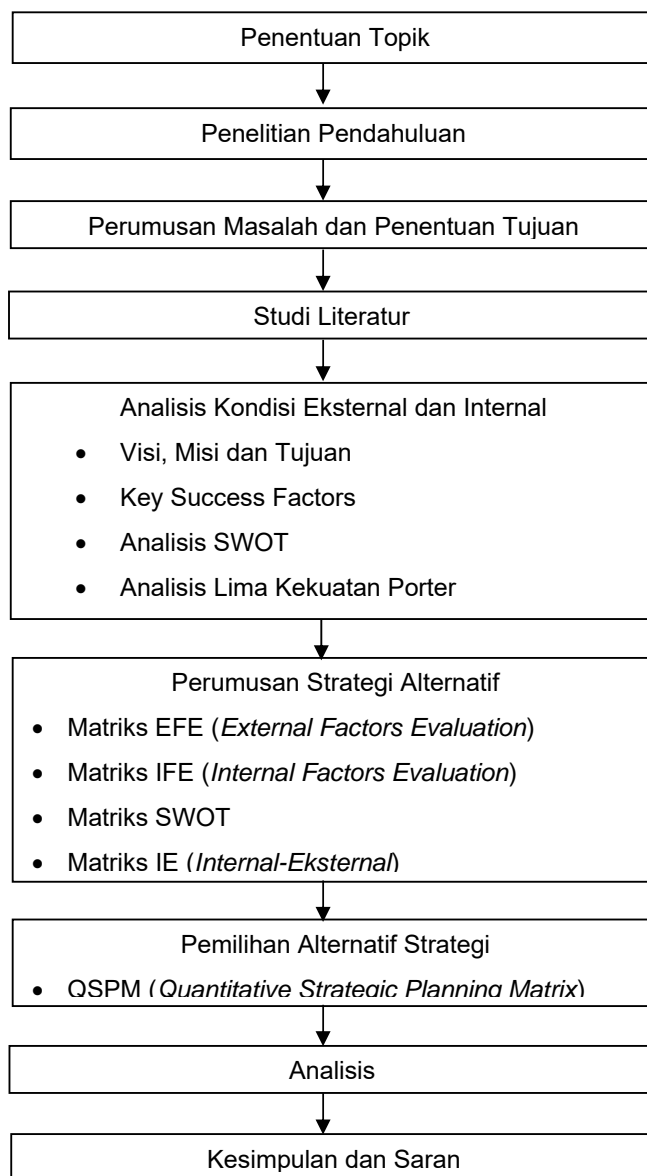 Penentuan Topik
Penelitian Pendahuluan
Perumusan Masalah dan Penentuan Tujuan
Studi Literatur
Analisis Kondisi Eksternal dan Internal
• Visi, Misi dan Tujuan
• Key Success Factors
• Analisis SWOT
• Analisis Lima Kekuatan Porter
Perumusan Strategi Alternatif
• Matriks EFE (External Factors Evaluation)
• Matriks IFE (Internal Factors Evaluation)
• Matriks SWOT
• Matriks IE (Internal-Eksternal)
Pemilihan Alternatif Strategi
• QSPM (Quantitative Strategic Planning Matrix)
Analisis
Kesimpulan dan Saran